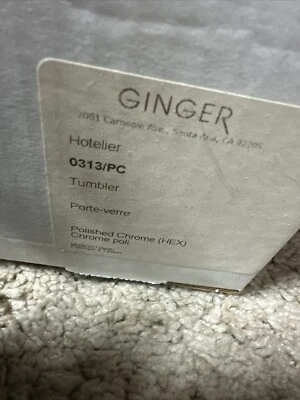 GINGER
2001 Carnegie Ave., Santa Ana, CA 92705
Hotelier
0313/PC
Tumbler
Porte-verre
Polished Chrome (HEX)
Chrome poli